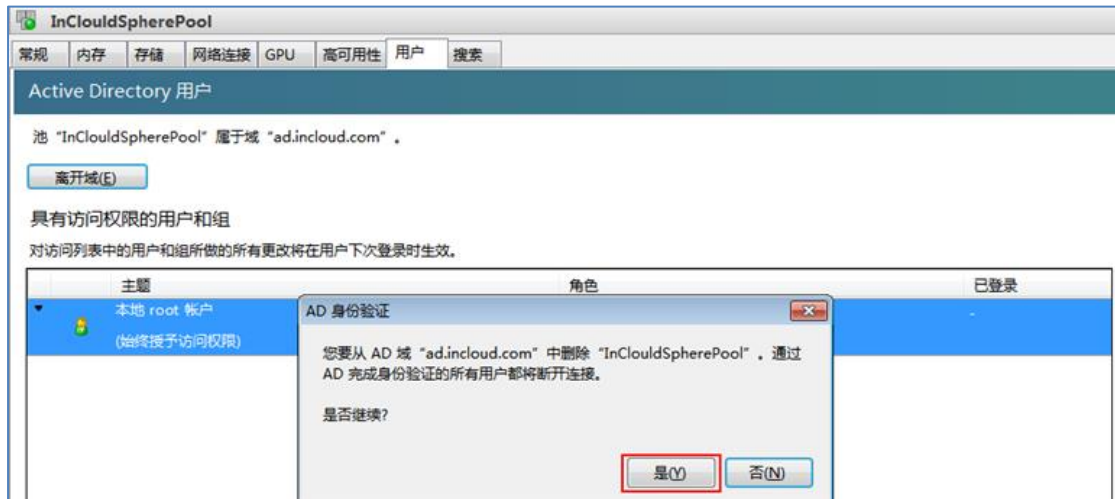 InClouldSpherePool
常规 内存 存储 网络连接 GPU 高可用性 用户 搜索
Active Directory 用户
池“InClouldSpherePool”属于域“ad.incloud.com”。
离开域(E)
具有访问权限的用户和组
对访问列表中的用户和组所做的所有更改将在用户下次登录时生效。
主题 角色 已登录
本地 root 帐户 -
(始终授予访问权限)
AD 身份验证
您要从 AD 域“ad.incloud.com”中删除“InClouldSpherePool”。通过
AD 完成身份验证的所有用户都将断开连接。
是否继续?
是(Y) 否(N)